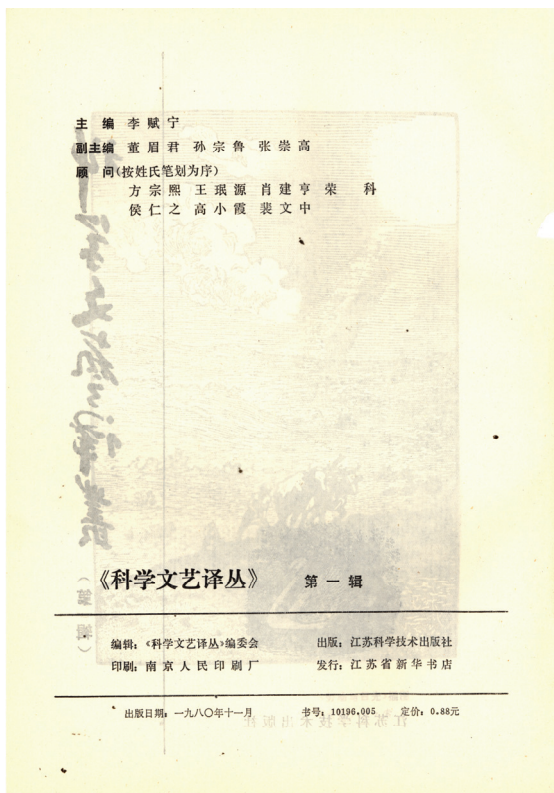 主 编 李赋宁
副主编 董眉君 孙宗鲁 张崇高
顾 问(按姓氏笔划为序)
方宗熙 王珉源 肖建亨 荣 科
侯仁之 高小霞 裴文中
《科学文艺译丛》 第一辑
编辑：《科学文艺译丛》编委会 出版：江苏科学技术出版社
印刷：南京人民印刷厂 发行：江苏省新华书店
出版日期：一九八〇年十一月 书号：10196.005 定价：0.88元